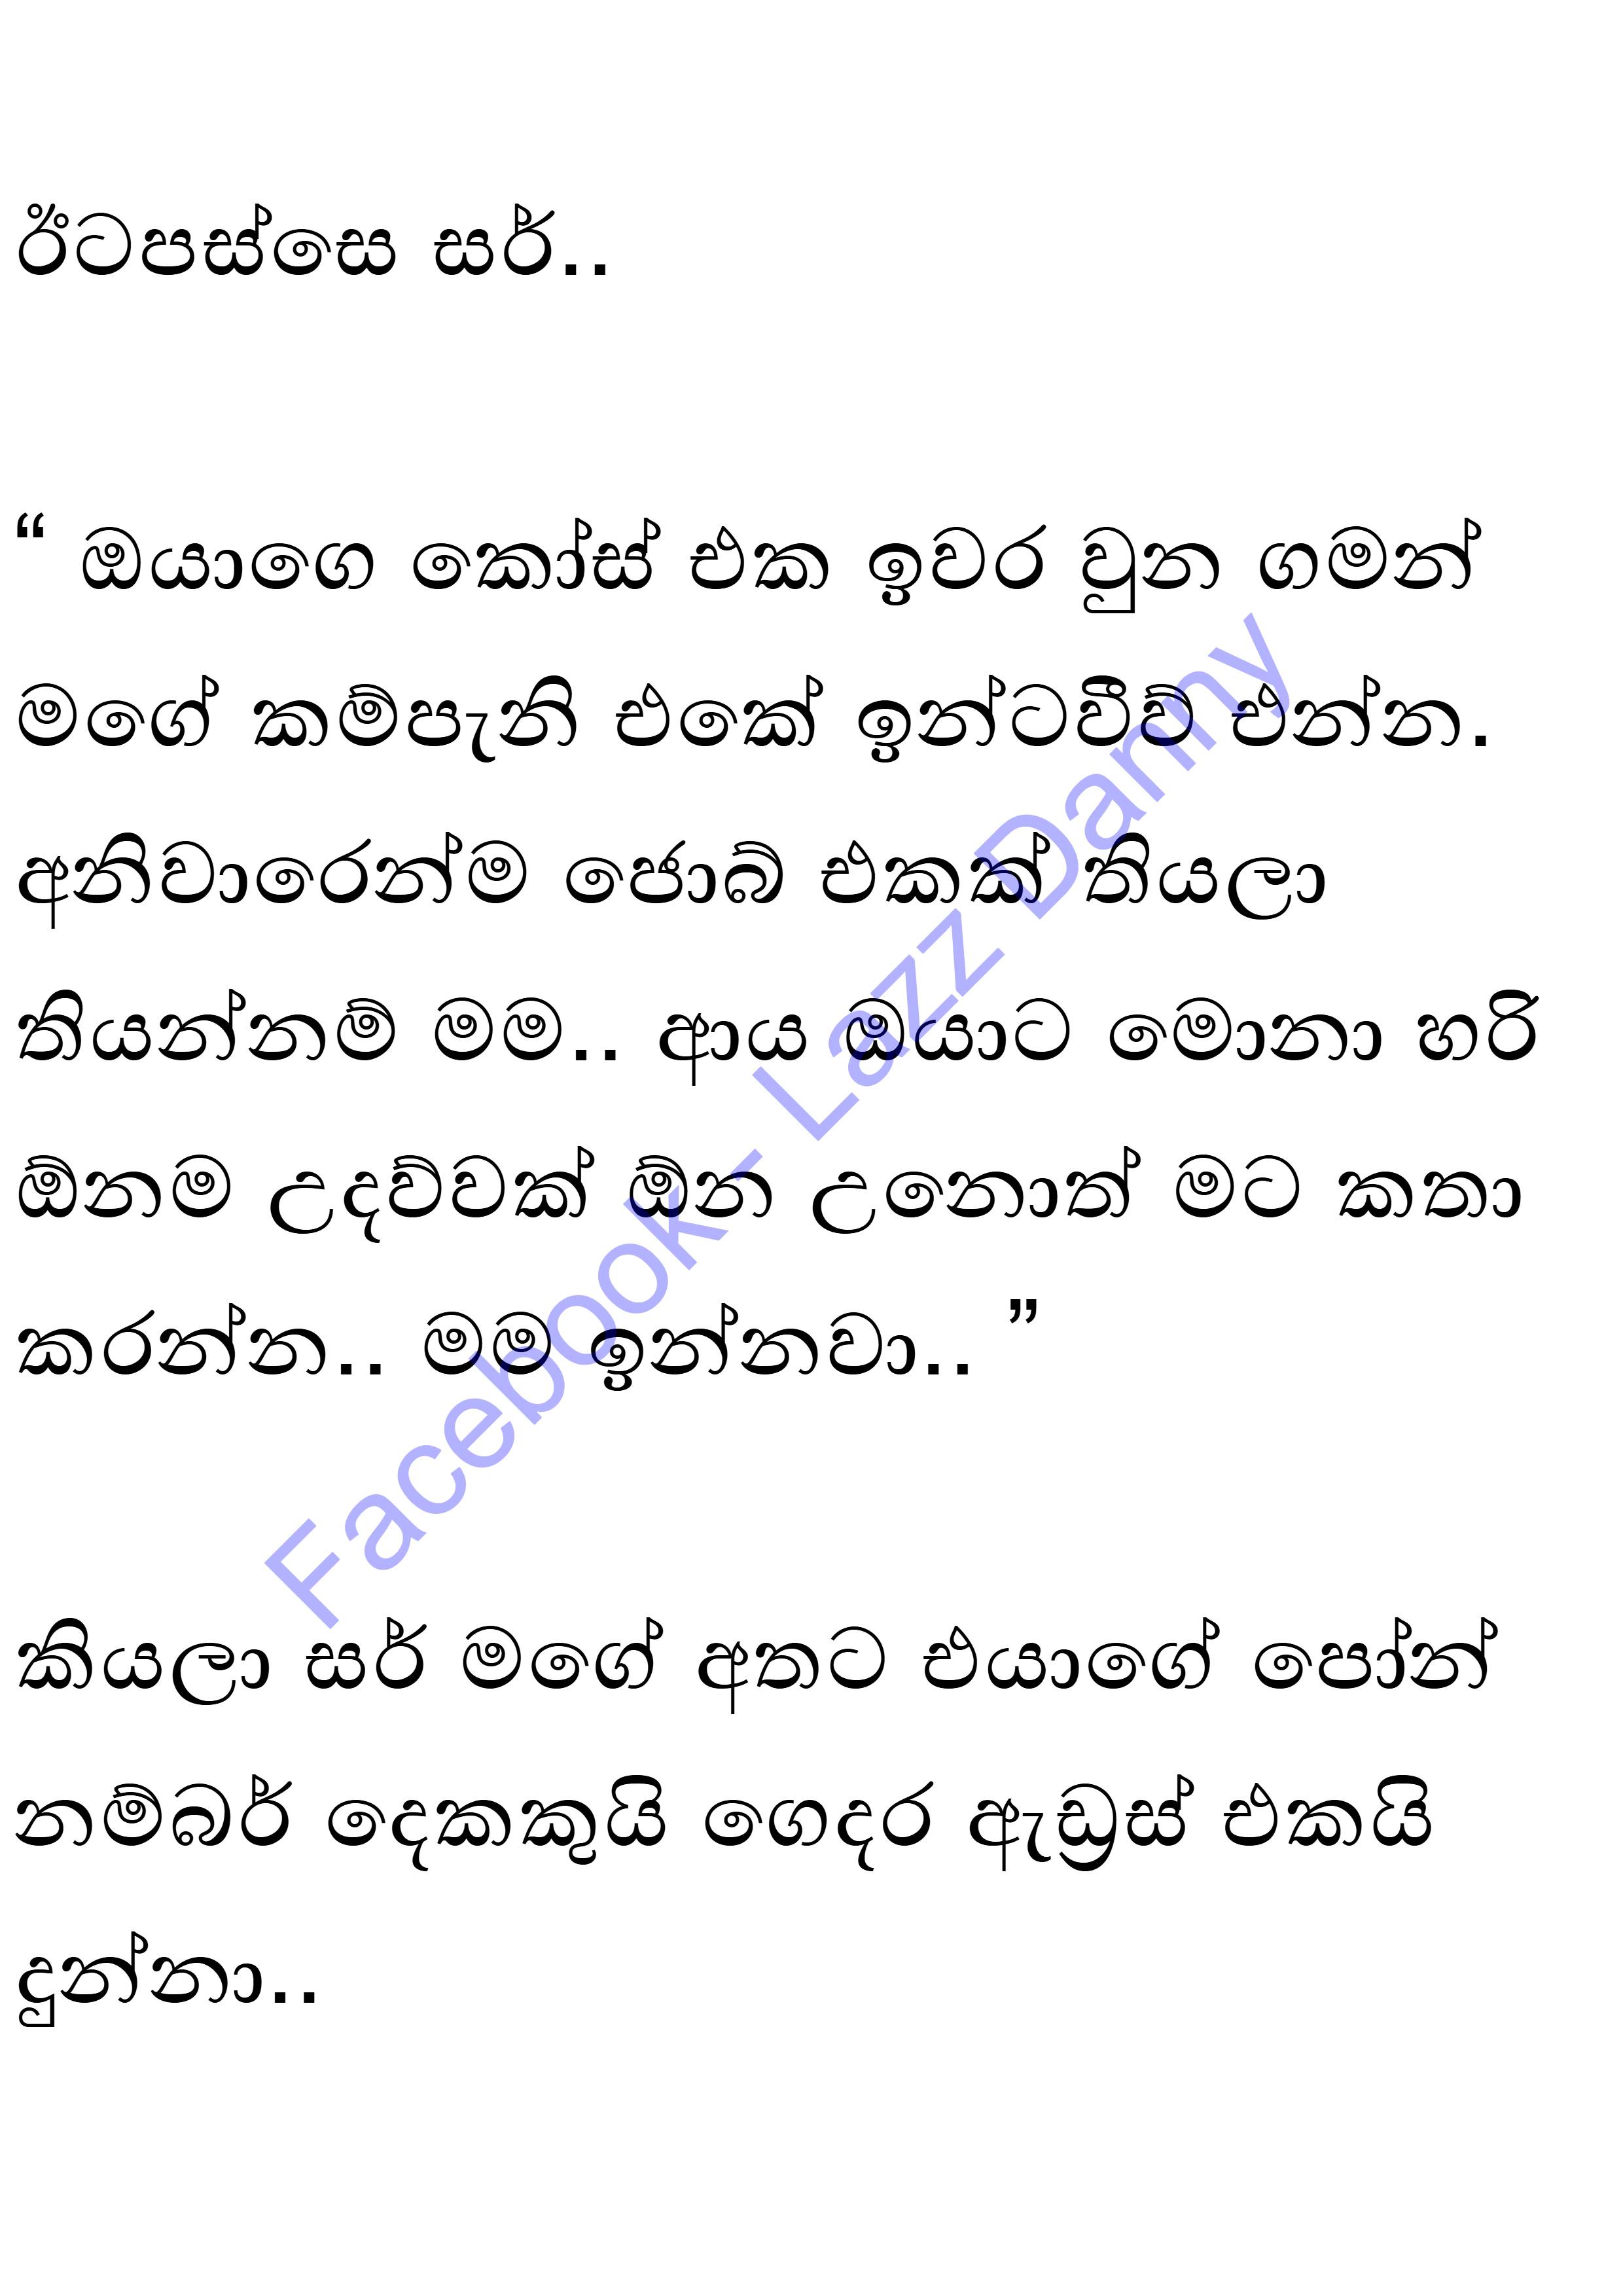 ඊටපස්සෙ සර්..
“ ඔයාගෙ කෝස් එක ඉවර වුන ගමන්
මගේ කම්පැනි එකේ ඉන්ටවීව් එන්න.
අනිවාරෙන්ම ජොබ් එකක් තියලා
තියන්නම් මම.. ආය ඔයාට මොනා හරි
ඕනම උදව්වක් ඕන උනොත් මට කතා
කරන්න.. මම ඉන්නවා.. ”
කියලා සර් මගේ අතට එයාගේ පෝන්
නම්බර් දෙකකුයි ගෙදර ඇඩ්‍රස් එකයි
දුන්නා..
Facebook - Lazz Danny